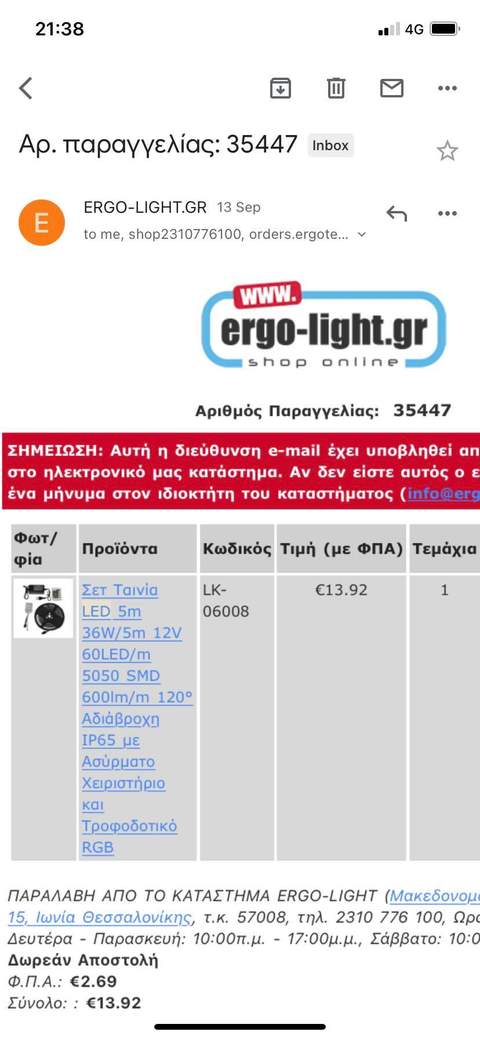 21:38
4G
Αρ. παραγγελίας: 35447 Inbox
E
ERGO-LIGHT.GR 13 Sep
to me, shop2310776100, orders.ergote...
www.
ergo-light.gr
shop online
Αριθμός Παραγγελίας: 35447
ΣΗΜΕΙΩΣΗ: Αυτή η διεύθυνση e-mail έχει υποβληθεί απ
στο ηλεκτρονικό μας κατάστημα. Αν δεν είστε αυτός ο ε
ένα μήνυμα στον ιδιοκτήτη του καταστήματος (info@erg
Φωτ/
φία
Προϊόντα Κωδικός Τιμή (με ΦΠΑ) Τεμάχια
Σετ Ταινία LK- €13.92 1
LED 5m 06008
36W/5m 12V
60LED/m
5050 SMD
600lm/m 120°
Αδιάβροχη
IP65 με
Ασύρματο
Χειριστήριο
και
Τροφοδοτικό
RGB
ΠΑΡΑΛΑΒΗ ΑΠΟ ΤΟ ΚΑΤΑΣΤΗΜΑ ERGO-LIGHT (Μακεδονομ
15, Ιωνία Θεσσαλονίκης, τ.κ. 57008, τηλ. 2310 776 100, Ωρ
Δευτέρα - Παρασκευή: 10:00π.μ. - 17:00μ.μ., Σάββατο: 10:0
Δωρεάν Αποστολή
Φ.Π.Α.: €2.69
Σύνολο: : €13.92